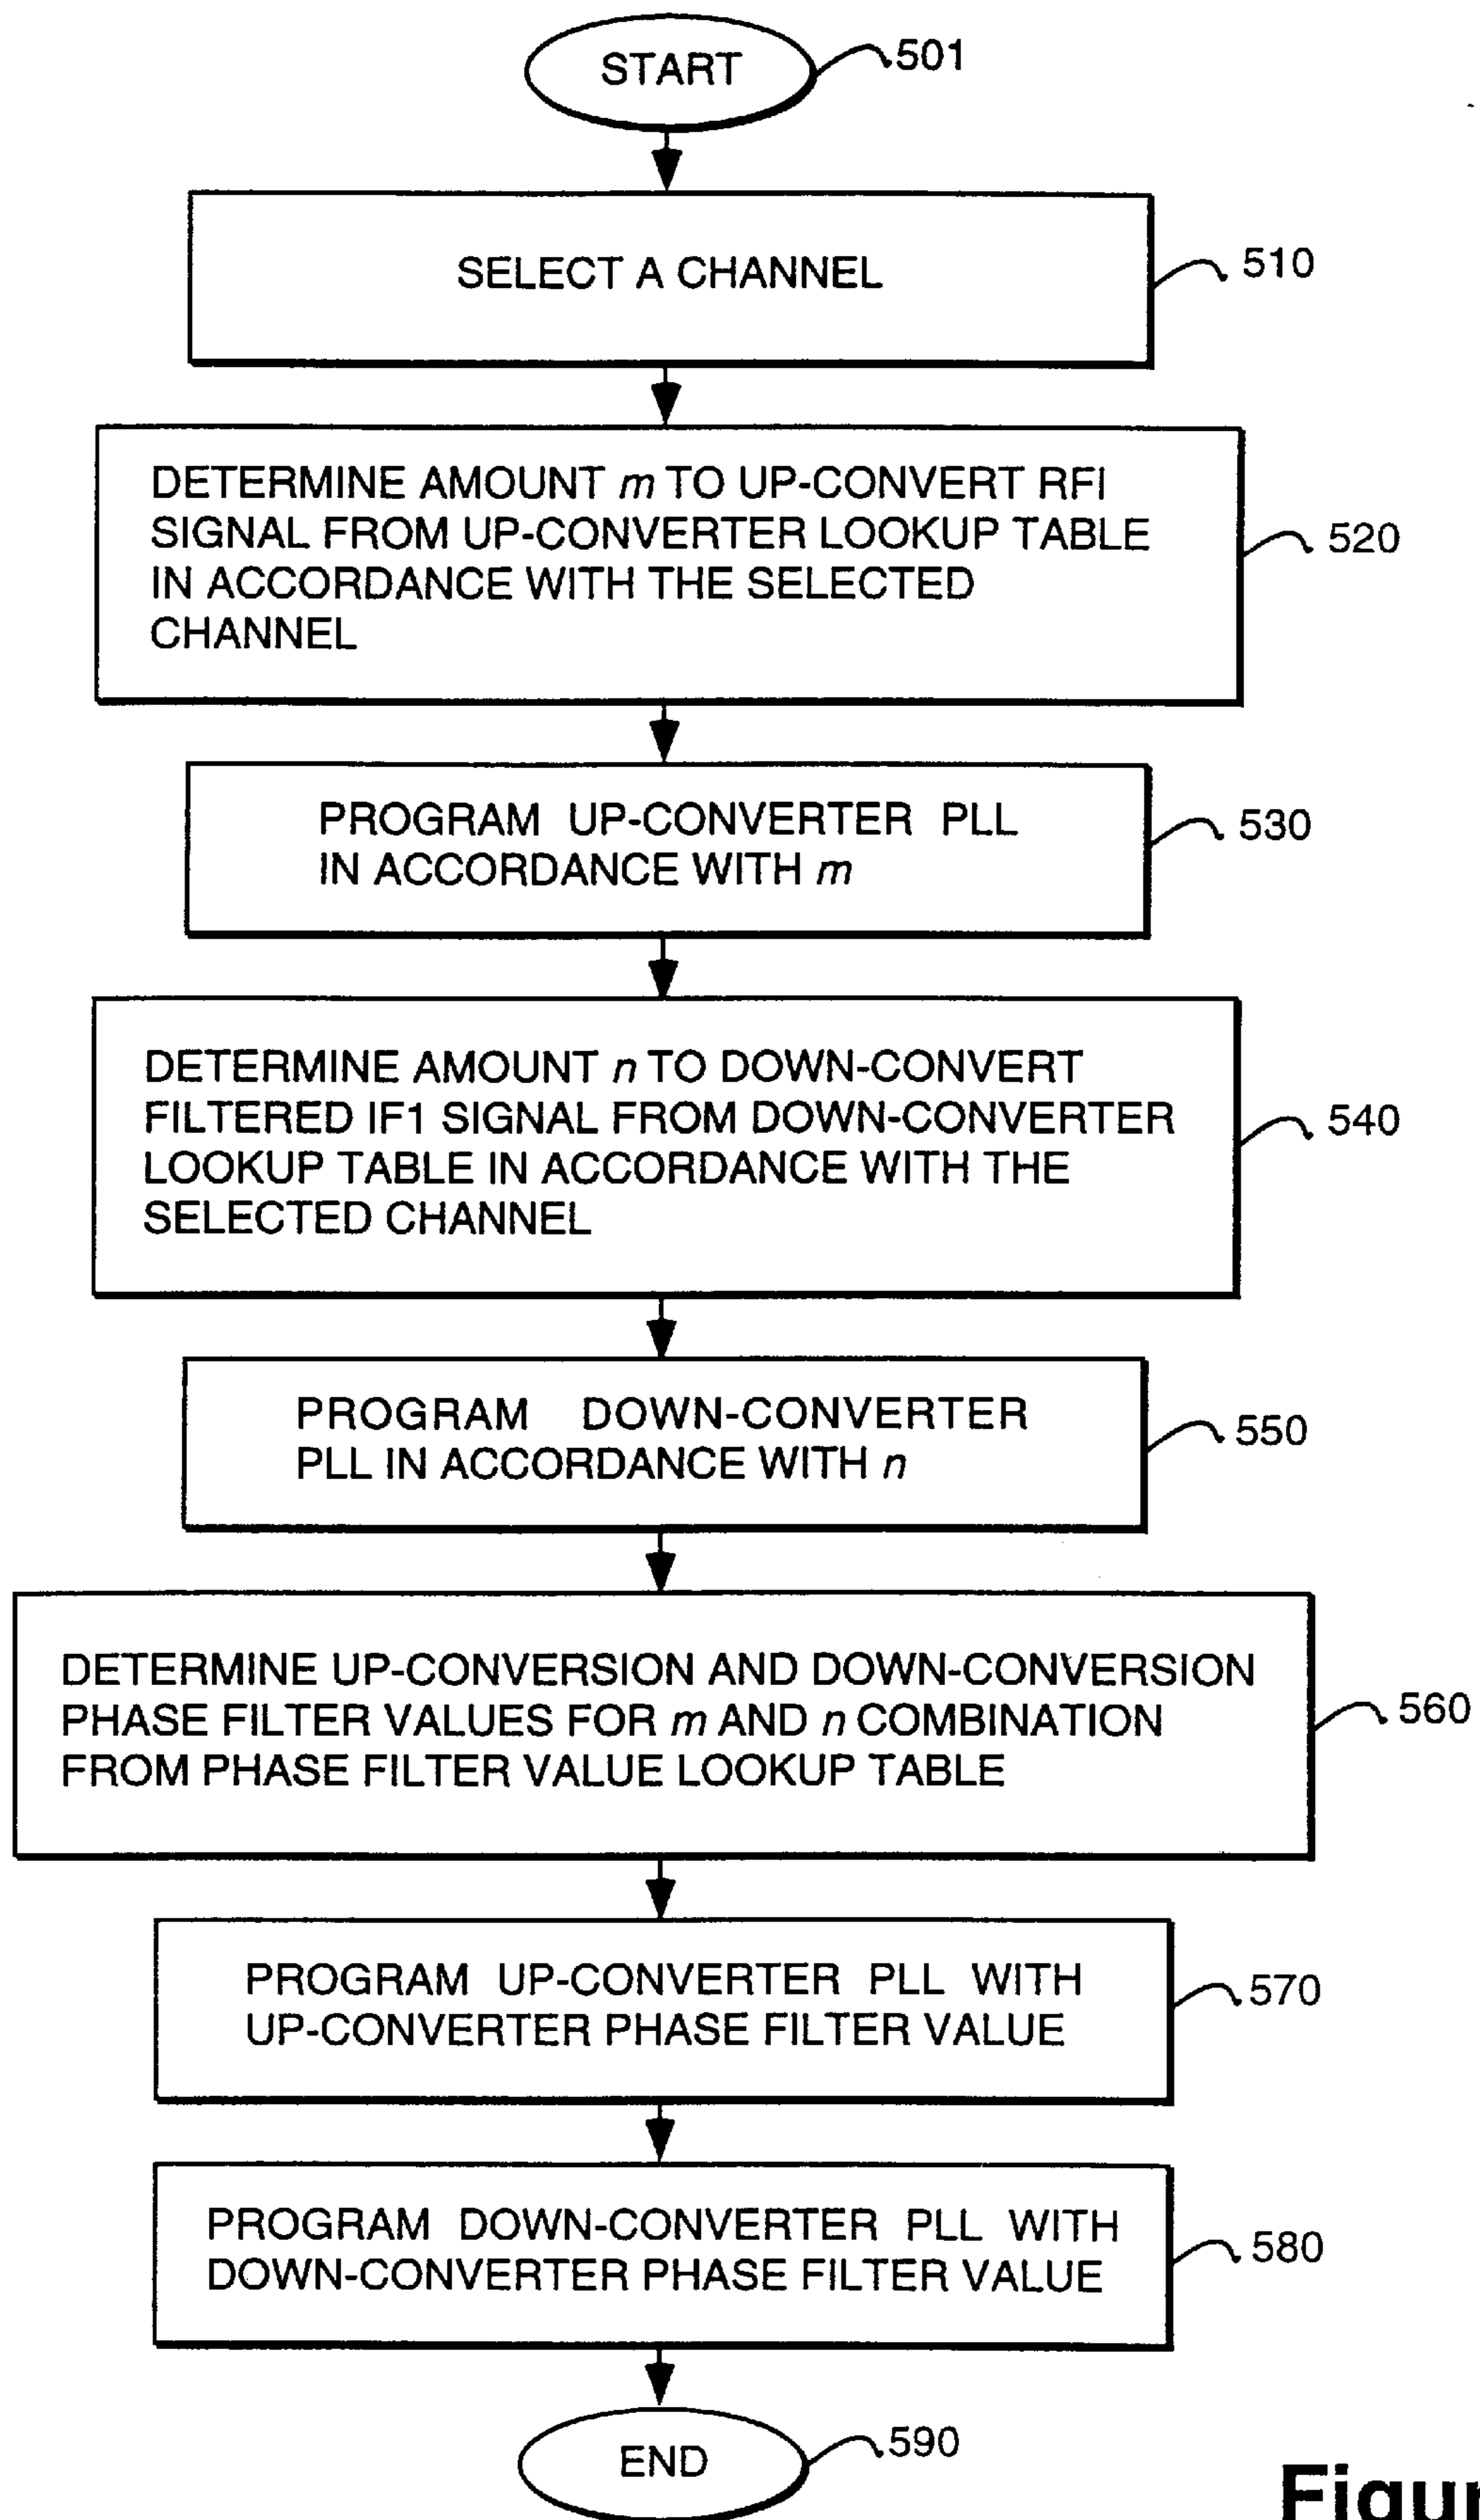 START
501
SELECT A CHANNEL
510
DETERMINE AMOUNT m TO UP-CONVERT RFI
SIGNAL FROM UP-CONVERTER LOOKUP TABLE
IN ACCORDANCE WITH THE SELECTED
CHANNEL
520
PROGRAM UP-CONVERTER PLL
IN ACCORDANCE WITH m
530
DETERMINE AMOUNT n TO DOWN-CONVERT
FILTERED IF1 SIGNAL FROM DOWN-CONVERTER
LOOKUP TABLE IN ACCORDANCE WITH THE
SELECTED CHANNEL
540
PROGRAM DOWN-CONVERTER
PLL IN ACCORDANCE WITH n
550
DETERMINE UP-CONVERSION AND DOWN-CONVERSION
PHASE FILTER VALUES FOR m AND n COMBINATION
FROM PHASE FILTER VALUE LOOKUP TABLE
560
PROGRAM UP-CONVERTER PLL WITH
UP-CONVERTER PHASE FILTER VALUE
570
PROGRAM DOWN-CONVERTER PLL WITH
DOWN-CONVERTER PHASE FILTER VALUE
580
END
590